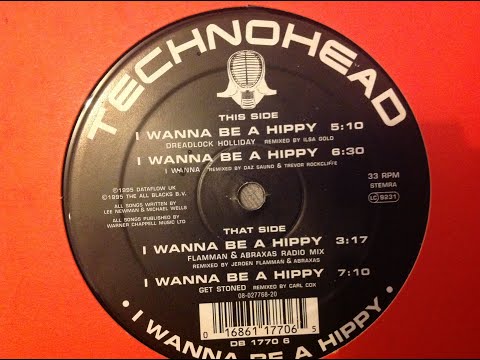 TECHNOHEAD
THIS SIDE
I WANNA BE A HIPPY 5:10
DREADLOCK HOLLIDAY REMIXED BY ILSA GOLD
I WANNA BE A HIPPY 6:30
I WANNA REMIXED BY DAZ SAUND & TREVOR ROCKCLIFFE
33 RPM
STEMRA
LC 9231
℗1995 DATAFLOW UK
©1995 THE ALL BLACKS B.V.
ALL SONGS WRITTEN BY
LEE NEWMAN & MICHAEL WELLS
ALL SONGS PUBLISHED BY
WARNER CHAPPELL MUSIC LTD
THAT SIDE
I WANNA BE A HIPPY 3:17
FLAMMAN & ABRAXAS RADIO MIX
REMIXED BY JEROEN FLAMMAN & ABRAXAS
I WANNA BE A HIPPY 7:10
GET STONED REMIXED BY CARL COX
08-027768-20
0 16861 17706 5
DB 1770 6
• I WANNA BE A HIPPY •